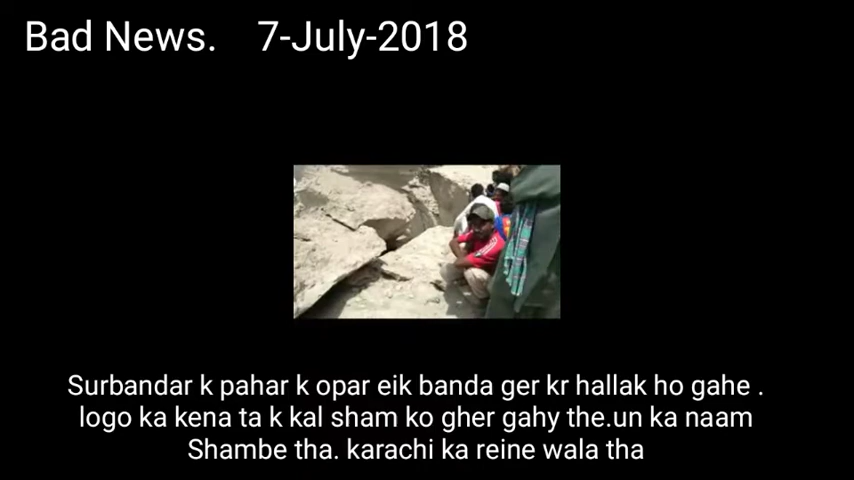 Bad News. 7-July-2018
Surbandar k pahar k opar eik banda ger kr hallak ho gahe .
logo ka kena ta k kal sham ko gher gahy the.un ka naam
Shambe tha. karachi ka reine wala tha